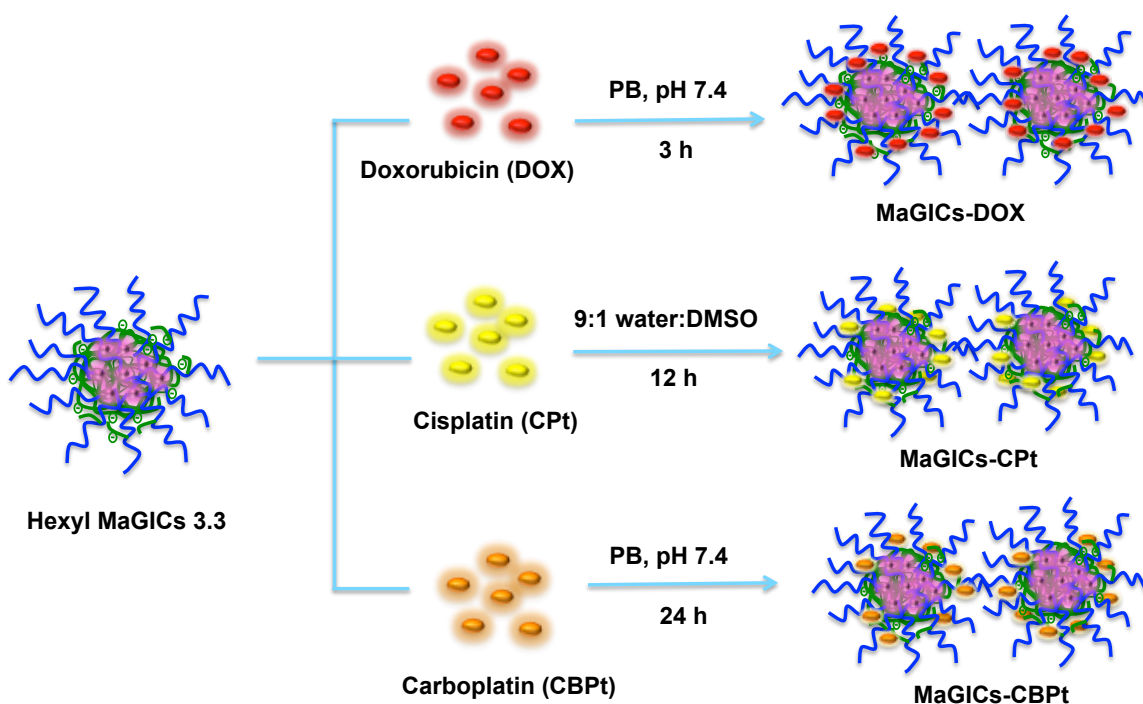 PB, pH 7.4
3 h
Doxorubicin (DOX)
MaGICs-DOX
9:1 water:DMSO
12 h
Cisplatin (CPt)
MaGICs-CPt
Hexyl MaGICs 3.3
PB, pH 7.4
24 h
Carboplatin (CBPt)
MaGICs-CBPt